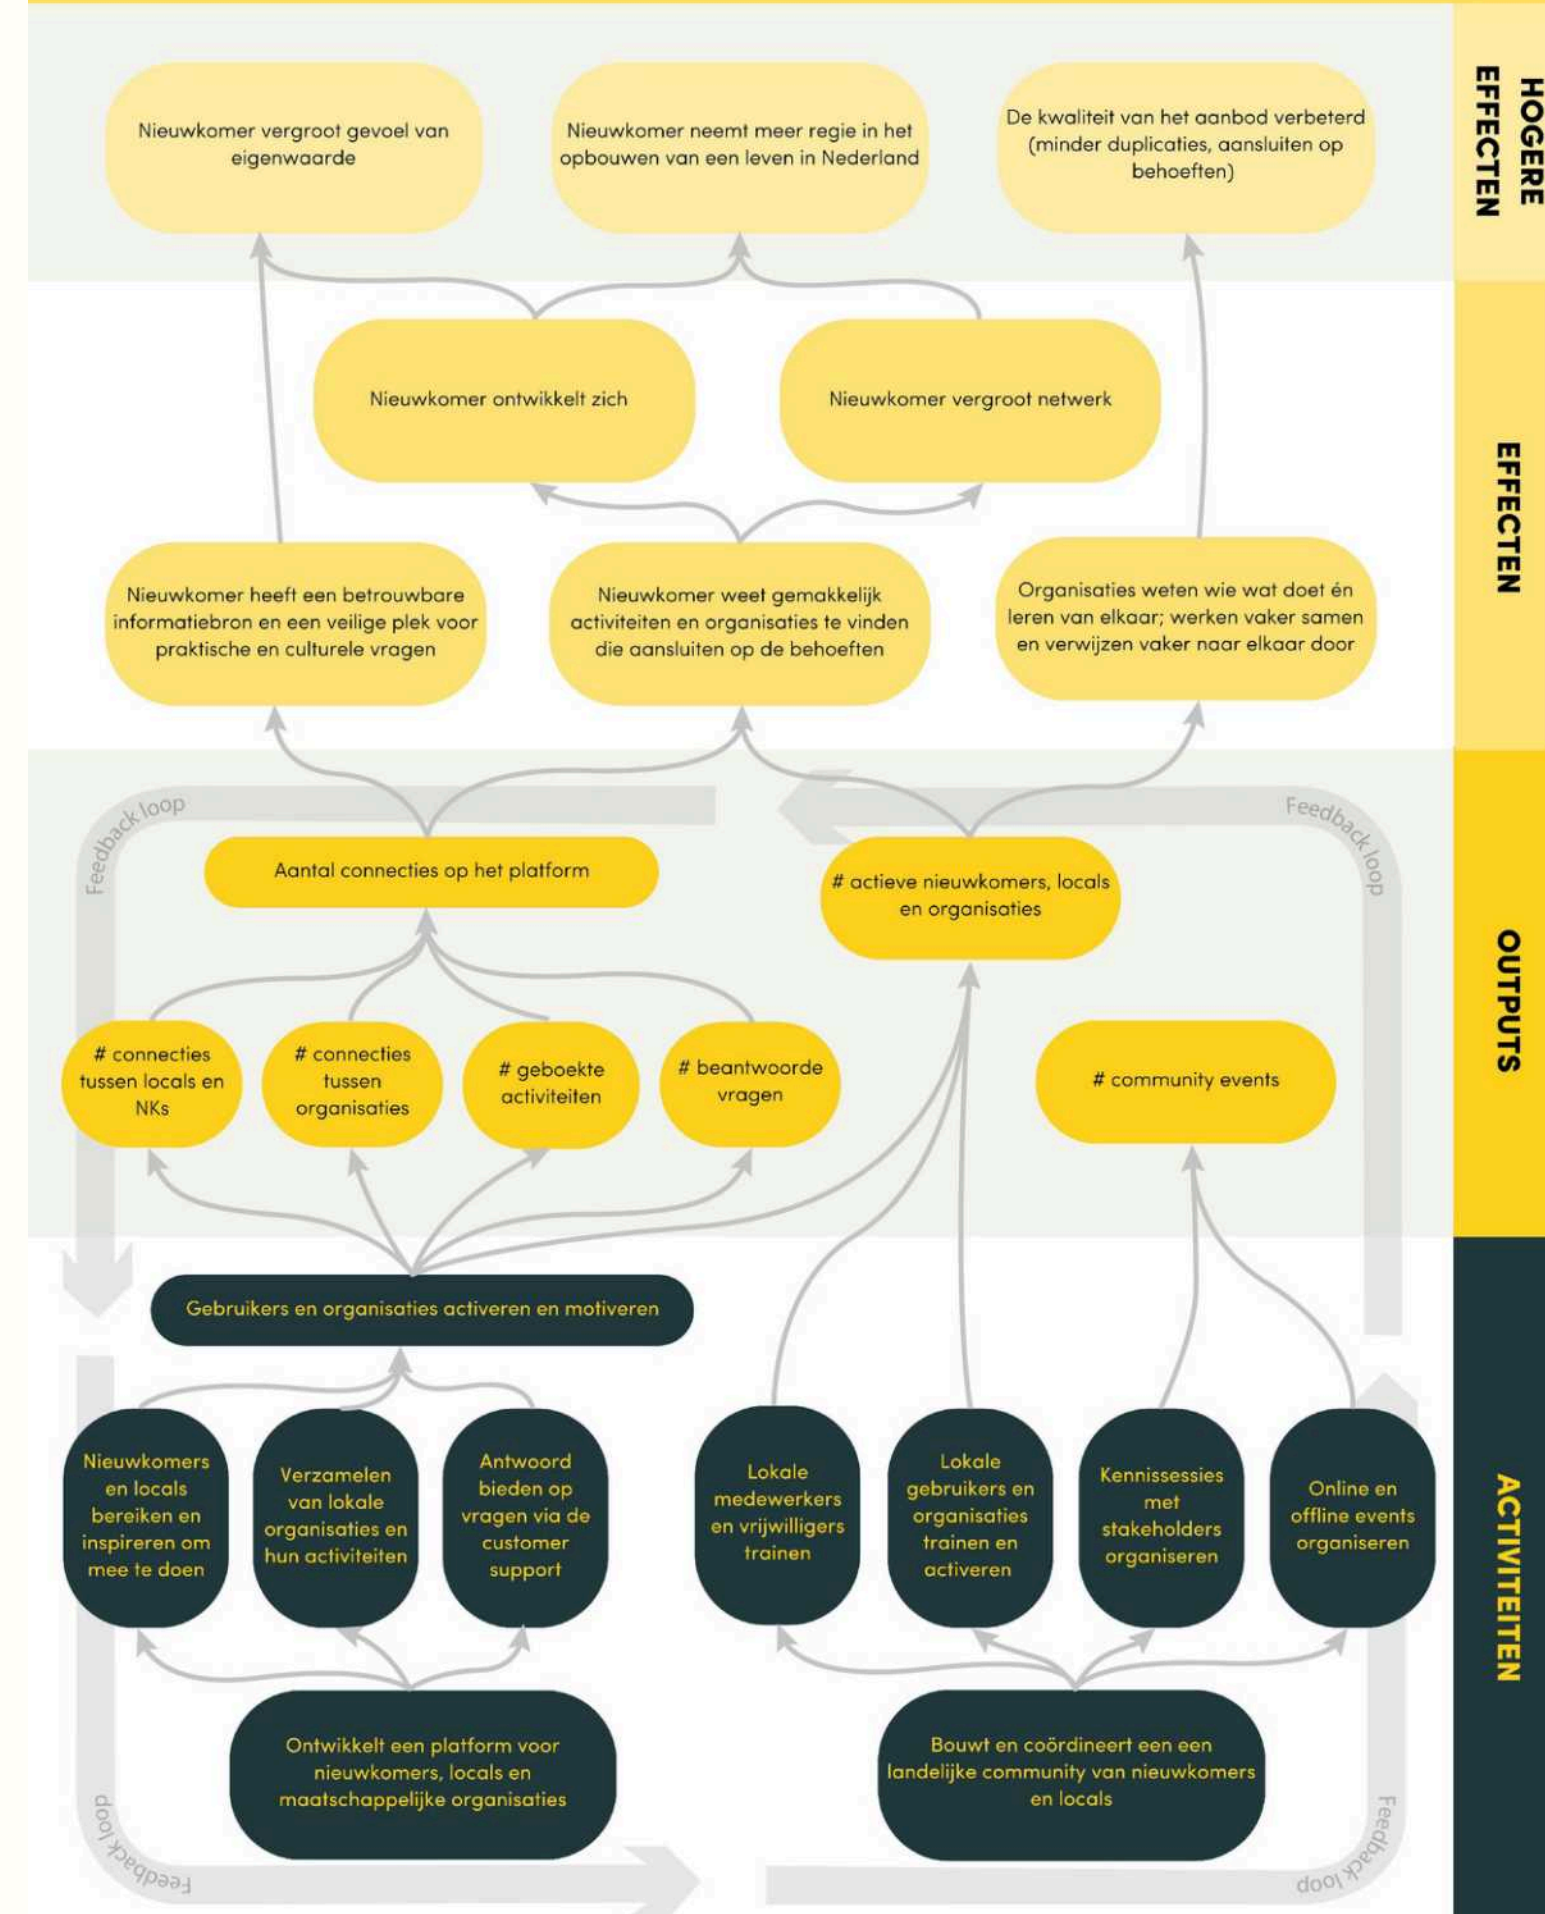 HOGERE
EFFECTEN
Nieuwkomer vergroot gevoel van
eigenwaarde
Nieuwkomer neemt meer regie in het
opbouwen van een leven in Nederland
De kwaliteit van het aanbod verbeterd
(minder duplicaties, aansluiten op
behoeften)
EFFECTEN
Nieuwkomer ontwikkelt zich
Nieuwkomer vergroot netwerk
Nieuwkomer heeft een betrouwbare
informatiebron en een veilige plek voor
praktische en culturele vragen
Nieuwkomer weet gemakkelijk
activiteiten en organisaties te vinden
die aansluiten op de behoeften
Organisaties weten wie wat doet én
leren van elkaar; werken vaker samen
en verwijzen vaker naar elkaar door
OUTPUTS
Feedback loop
Feedback loop
Aantal connecties op het platform
# actieve nieuwkomers, locals
en organisaties
# connecties
tussen locals en
NKs
# connecties
tussen
organisaties
# geboekte
activiteiten
# beantwoorde
vragen
# community events
ACTIVITEITEN
Gebruikers en organisaties activeren en motiveren
Nieuwkomers
en locals
bereiken en
inspireren om
mee te doen
Verzamelen
van lokale
organisaties en
hun activiteiten
Antwoord
bieden op
vragen via de
customer
support
Lokale
medewerkers
en vrijwilligers
trainen
Lokale
gebruikers en
organisaties
trainen en
activeren
Kennissessies
met
stakeholders
organiseren
Online en
offline events
organiseren
Ontwikkelt een platform voor
nieuwkomers, locals en
maatschappelijke organisaties
Bouwt en coördineert een een
landelijke community van nieuwkomers
en locals
Feedback loop
Feedback loop